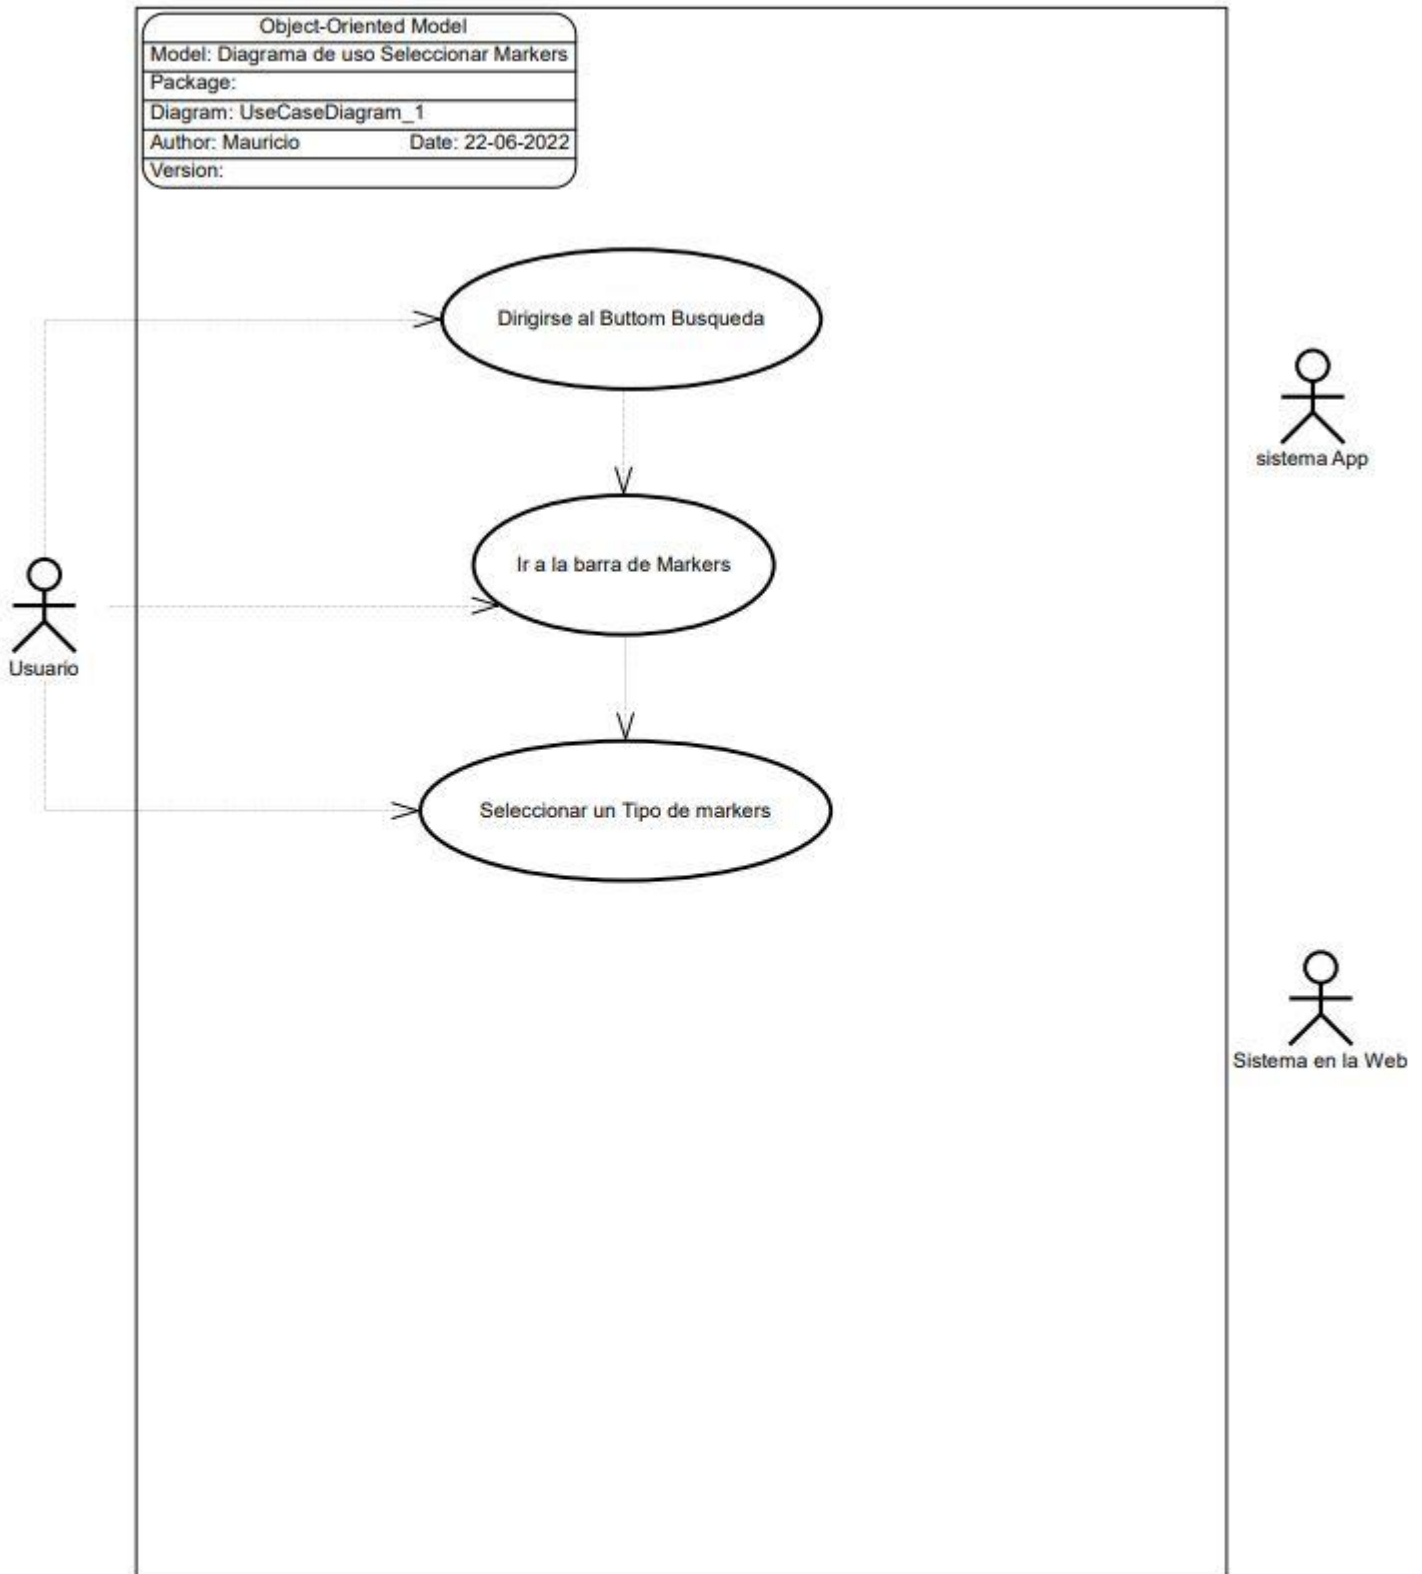 Object-Oriented Model
Model: Diagrama de uso Seleccionar Markers
Package:
Diagram: UseCaseDiagram_1
Author: Mauricio Date: 22-06-2022
Version:
Dirigirse al Buttom Busqueda
sistema App
Ir a la barra de Markers
Usuario
Seleccionar un Tipo de markers
Sistema en la Web